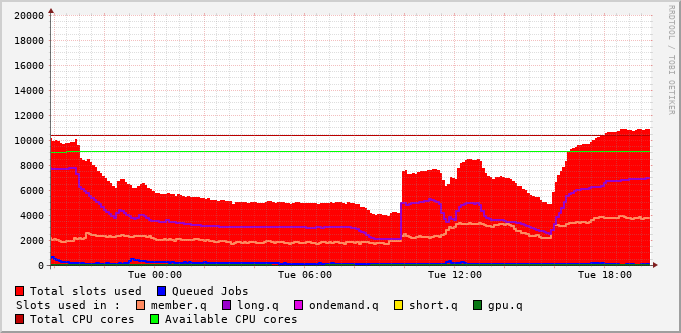 RRDTOOL / TOBI OETIKER
20000
18000
16000
14000
12000
10000
8000
6000
4000
2000
0
Tue 00:00 Tue 06:00 Tue 12:00 Tue 18:00
Total slots used Queued Jobs
Slots used in : member.q long.q ondemand.q short.q gpu.q
Total CPU cores Available CPU cores